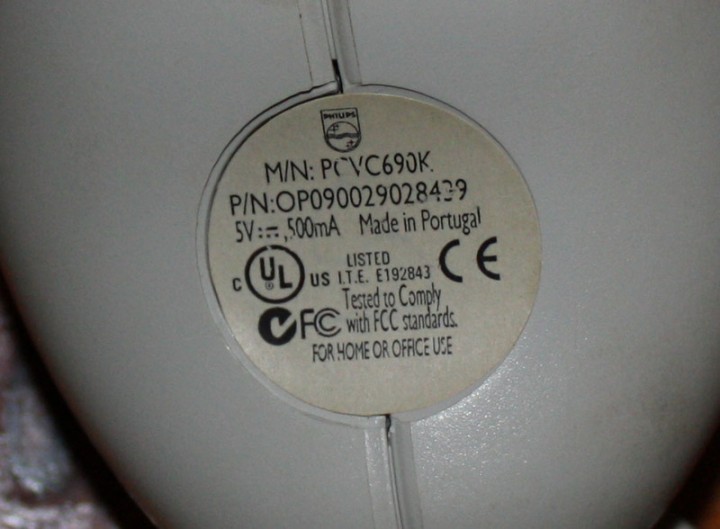 PHILIPS
M/N: PCVC690K
P/N:OP090029028439
5V⎓,500mA Made in Portugal
C UL US LISTED
I.T.E. E192843 CE
Tested to Comply
FC with FCC standards.
FOR HOME OR OFFICE USE